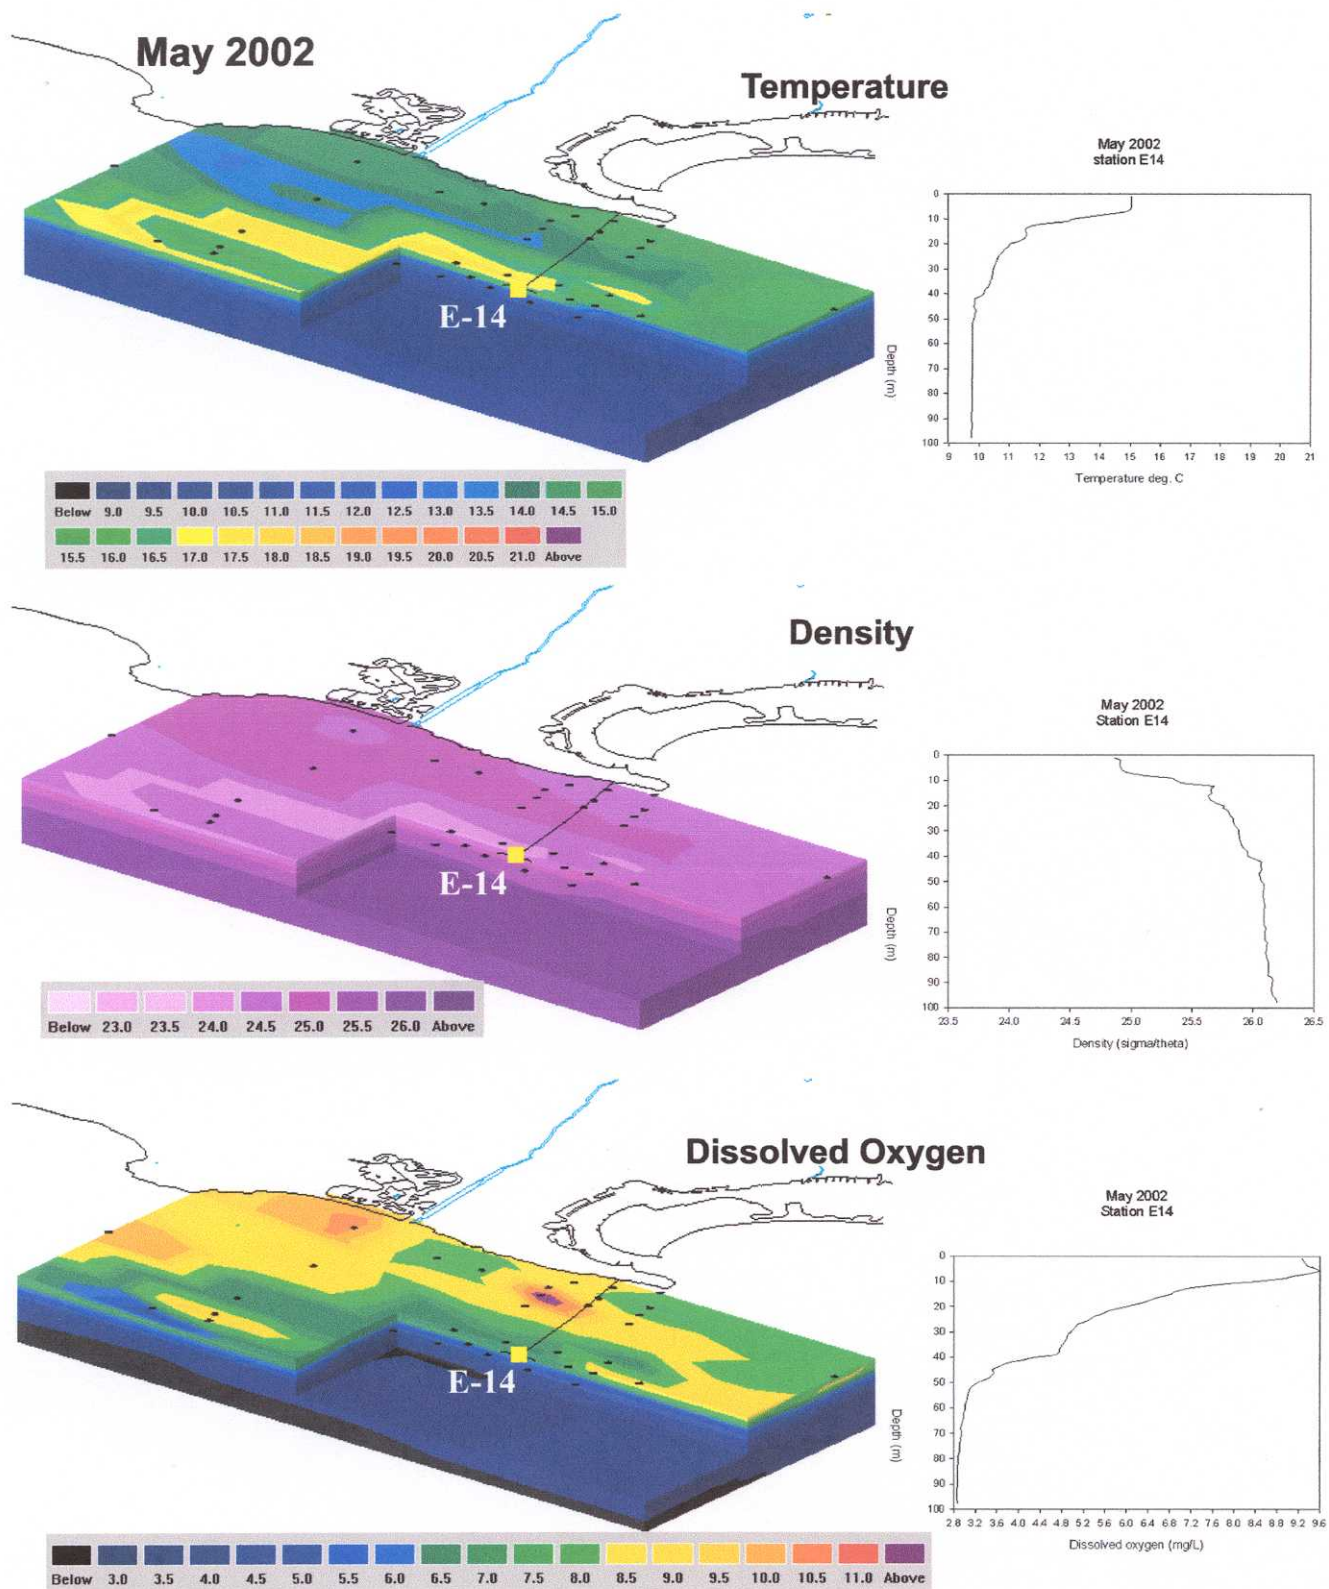 May 2002
Temperature
E-14
May 2002
station E14
0
10
20
30
40
50
60
70
80
90
100
Depth (m)
9 10 11 12 13 14 15 16 17 18 19 20 21
Temperature deg. C
Below 9.0 9.5 10.0 10.5 11.0 11.5 12.0 12.5 13.0 13.5 14.0 14.5 15.0
15.5 16.0 16.5 17.0 17.5 18.0 18.5 19.0 19.5 20.0 20.5 21.0 Above
Density
E-14
May 2002
Station E14
0
10
20
30
40
50
60
70
80
90
100
Depth (m)
23.5 24.0 24.5 25.0 25.5 26.0 26.5
Density (sigma/theta)
Below 23.0 23.5 24.0 24.5 25.0 25.5 26.0 Above
Dissolved Oxygen
E-14
May 2002
Station E14
0
10
20
30
40
50
60
70
80
90
100
Depth (m)
2.8 3.2 3.6 4.0 4.4 4.8 5.2 5.6 6.0 6.4 6.8 7.2 7.6 8.0 8.4 8.8 9.2 9.6
Dissolved oxygen (mg/L)
Below 3.0 3.5 4.0 4.5 5.0 5.5 6.0 6.5 7.0 7.5 8.0 8.5 9.0 9.5 10.0 10.5 11.0 Above